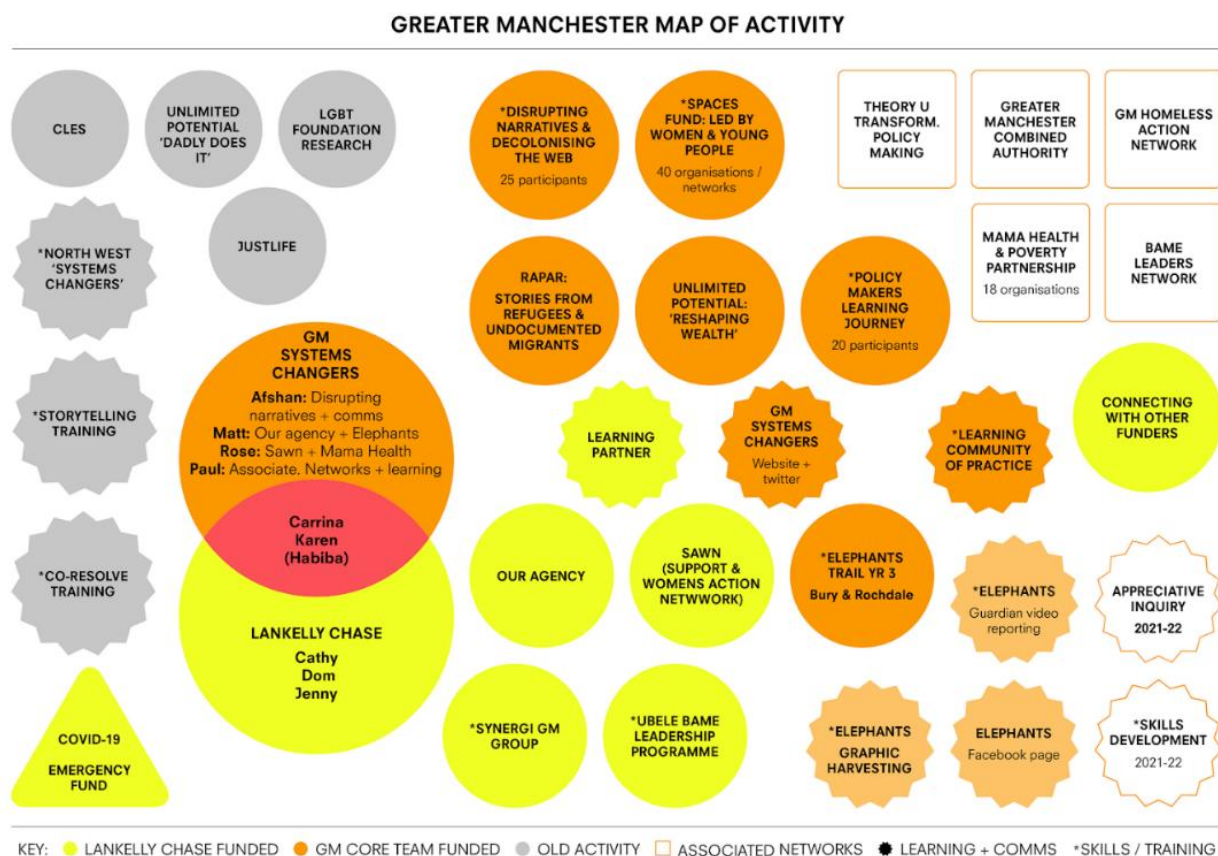 GREATER MANCHESTER MAP OF ACTIVITY
CLES
UNLIMITED
POTENTIAL
'DADLY DOES
IT'
LGBT
FOUNDATION
RESEARCH
JUSTLIFE
*NORTH WEST
'SYSTEMS
CHANGERS'
*STORYTELLING
TRAINING
*CO-RESOLVE
TRAINING
COVID-19
EMERGENCY
FUND
GM
SYSTEMS
CHANGERS
Afshan: Disrupting
narratives + comms
Matt: Our agency + Elephants
Rose: Sawn + Mama Health
Paul: Associate. Networks + learning
Carrina
Karen
(Habiba)
LANKELLY CHASE
Cathy
Dom
Jenny
*DISRUPTING
NARRATIVES &
DECOLONISING
THE WEB
25 participants
*SPACES
FUND: LED BY
WOMEN & YOUNG
PEOPLE
40 organisations /
networks
THEORY U
TRANSFORM.
POLICY
MAKING
GREATER
MANCHESTER
COMBINED
AUTHORITY
GM HOMELESS
ACTION
NETWORK
RAPAR:
STORIES FROM
REFUGEES &
UNDOCUMENTED
MIGRANTS
UNLIMITED
POTENTIAL:
'RESHAPING
WEALTH'
*POLICY
MAKERS
LEARNING
JOURNEY
20 participants
MAMA HEALTH
& POVERTY
PARTNERSHIP
18 organisations
BAME
LEADERS
NETWORK
LEARNING
PARTNER
GM
SYSTEMS
CHANGERS
Website +
twitter
*LEARNING
COMMUNITY
OF PRACTICE
CONNECTING
WITH OTHER
FUNDERS
OUR AGENCY
SAWN
(SUPPORT &
WOMENS ACTION
NETWWORK)
*ELEPHANTS
TRAIL YR 3
Bury & Rochdale
*ELEPHANTS
Guardian video
reporting
APPRECIATIVE
INQUIRY
2021-22
*SYNERGI GM
GROUP
*UBELE BAME
LEADERSHIP
PROGRAMME
*ELEPHANTS
GRAPHIC
HARVESTING
ELEPHANTS
Facebook page
*SKILLS
DEVELOPMENT
2021-22
KEY: LANKELLY CHASE FUNDED GM CORE TEAM FUNDED OLD ACTIVITY ASSOCIATED NETWORKS LEARNING + COMMS *SKILLS / TRAINING